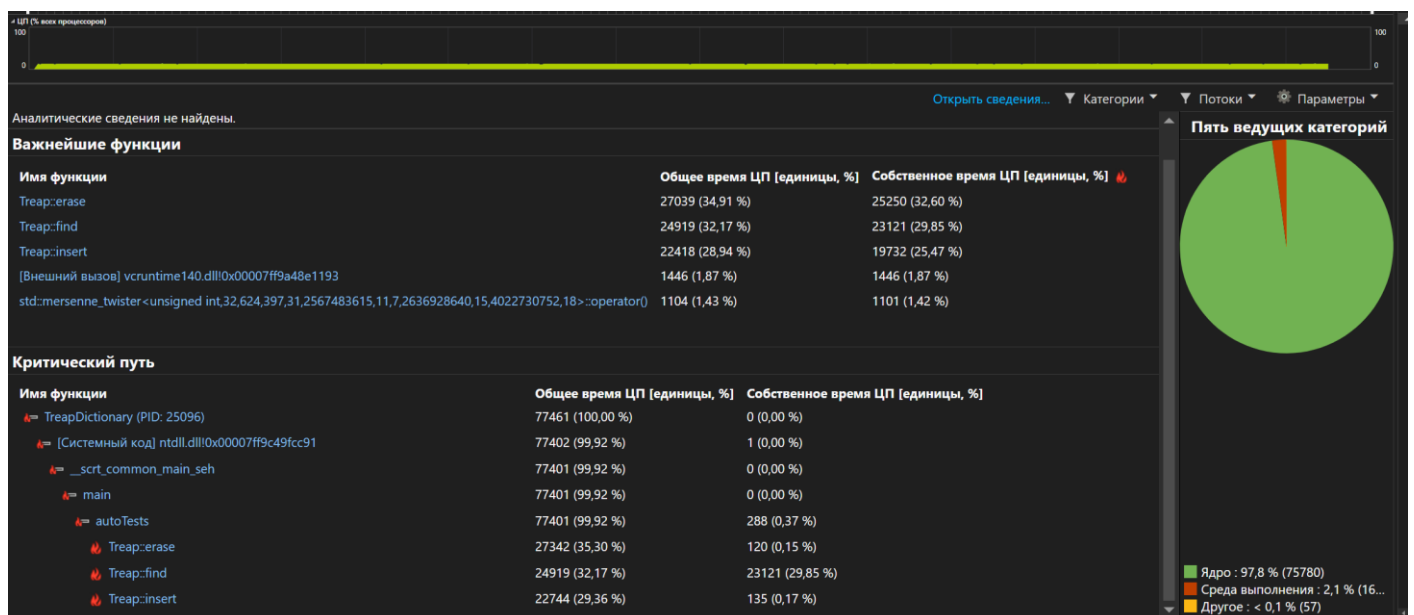 ЦП (% всех процессоров)
100 100
0 0
Открыть сведения... Категории Потоки Параметры
Аналитические сведения не найдены.
Пять ведущих категорий
Важнейшие функции
Имя функции Общее время ЦП [единицы, %] Собственное время ЦП [единицы, %]
Treap::erase 27039 (34,91 %) 25250 (32,60 %)
Treap::find 24919 (32,17 %) 23121 (29,85 %)
Treap::insert 22418 (28,94 %) 19732 (25,47 %)
[Внешний вызов] vcruntime140.dll!0x00007ff9a48e1193 1446 (1,87 %) 1446 (1,87 %)
std::mersenne_twister<unsigned int,32,624,397,31,2567483615,11,7,2636928640,15,4022730752,18>::operator() 1104 (1,43 %) 1101 (1,42 %)
Критический путь
Имя функции Общее время ЦП [единицы, %] Собственное время ЦП [единицы, %]
TreapDictionary (PID: 25096) 77461 (100,00 %) 0 (0,00 %)
[Системный код] ntdll.dll!0x00007ff9c49fcc91 77402 (99,92 %) 1 (0,00 %)
__scrt_common_main_seh 77401 (99,92 %) 0 (0,00 %)
main 77401 (99,92 %) 0 (0,00 %)
autoTests 77401 (99,92 %) 288 (0,37 %)
Treap::erase 27342 (35,30 %) 120 (0,15 %)
Treap::find 24919 (32,17 %) 23121 (29,85 %)
Treap::insert 22744 (29,36 %) 135 (0,17 %)
Ядро : 97,8 % (75780)
Среда выполнения : 2,1 % (16...
Другое : < 0,1 % (57)